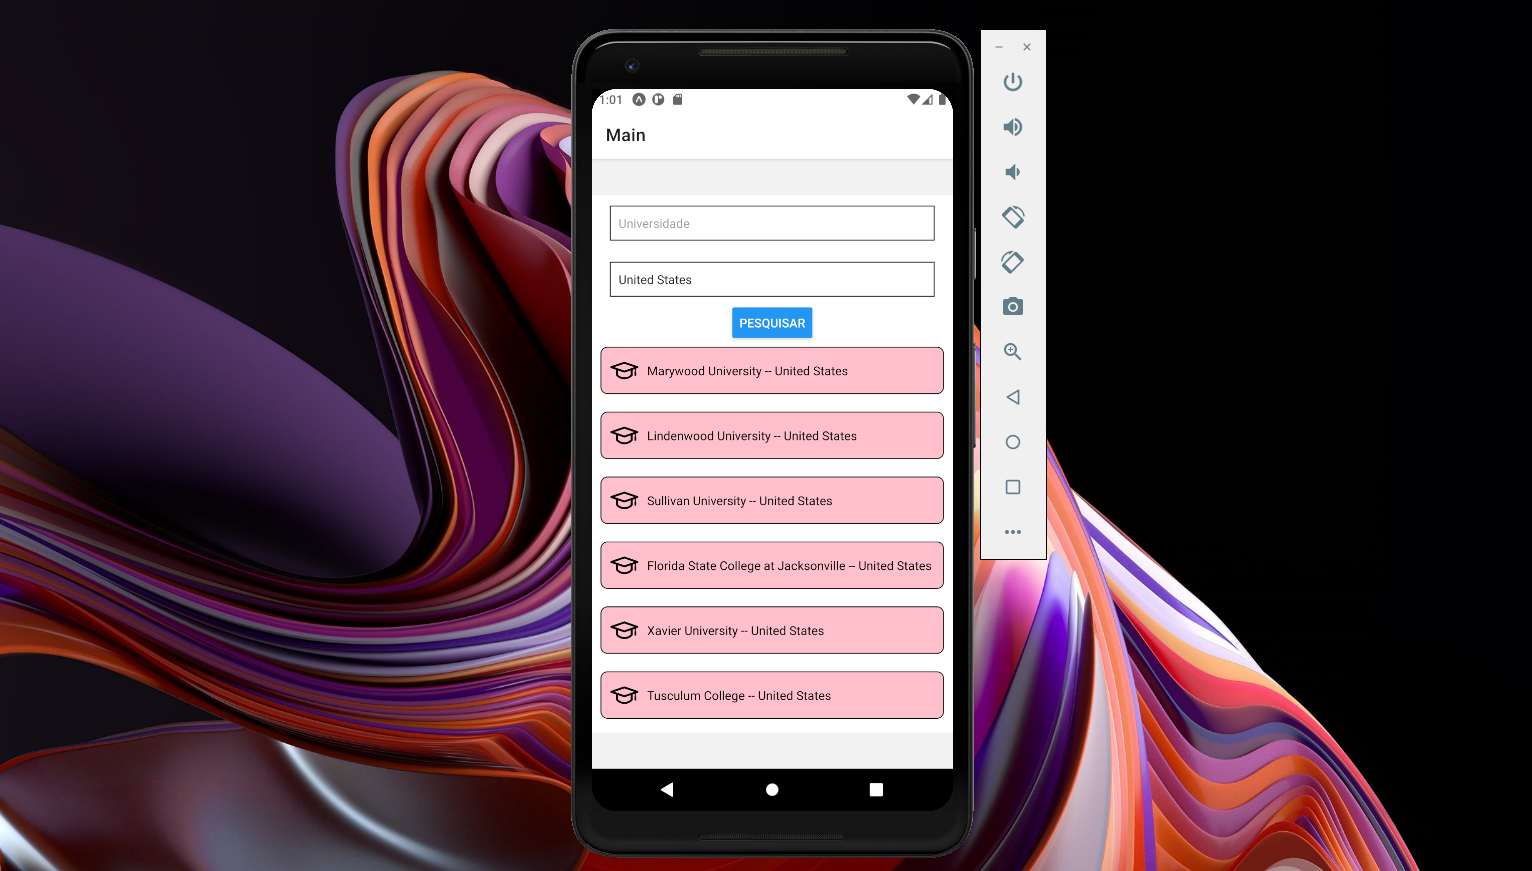 1:01
Main
Universidade
United States
PESQUISAR
Marywood University -- United States
Lindenwood University -- United States
Sullivan University -- United States
Florida State College at Jacksonville -- United States
Xavier University -- United States
Tusculum College -- United States